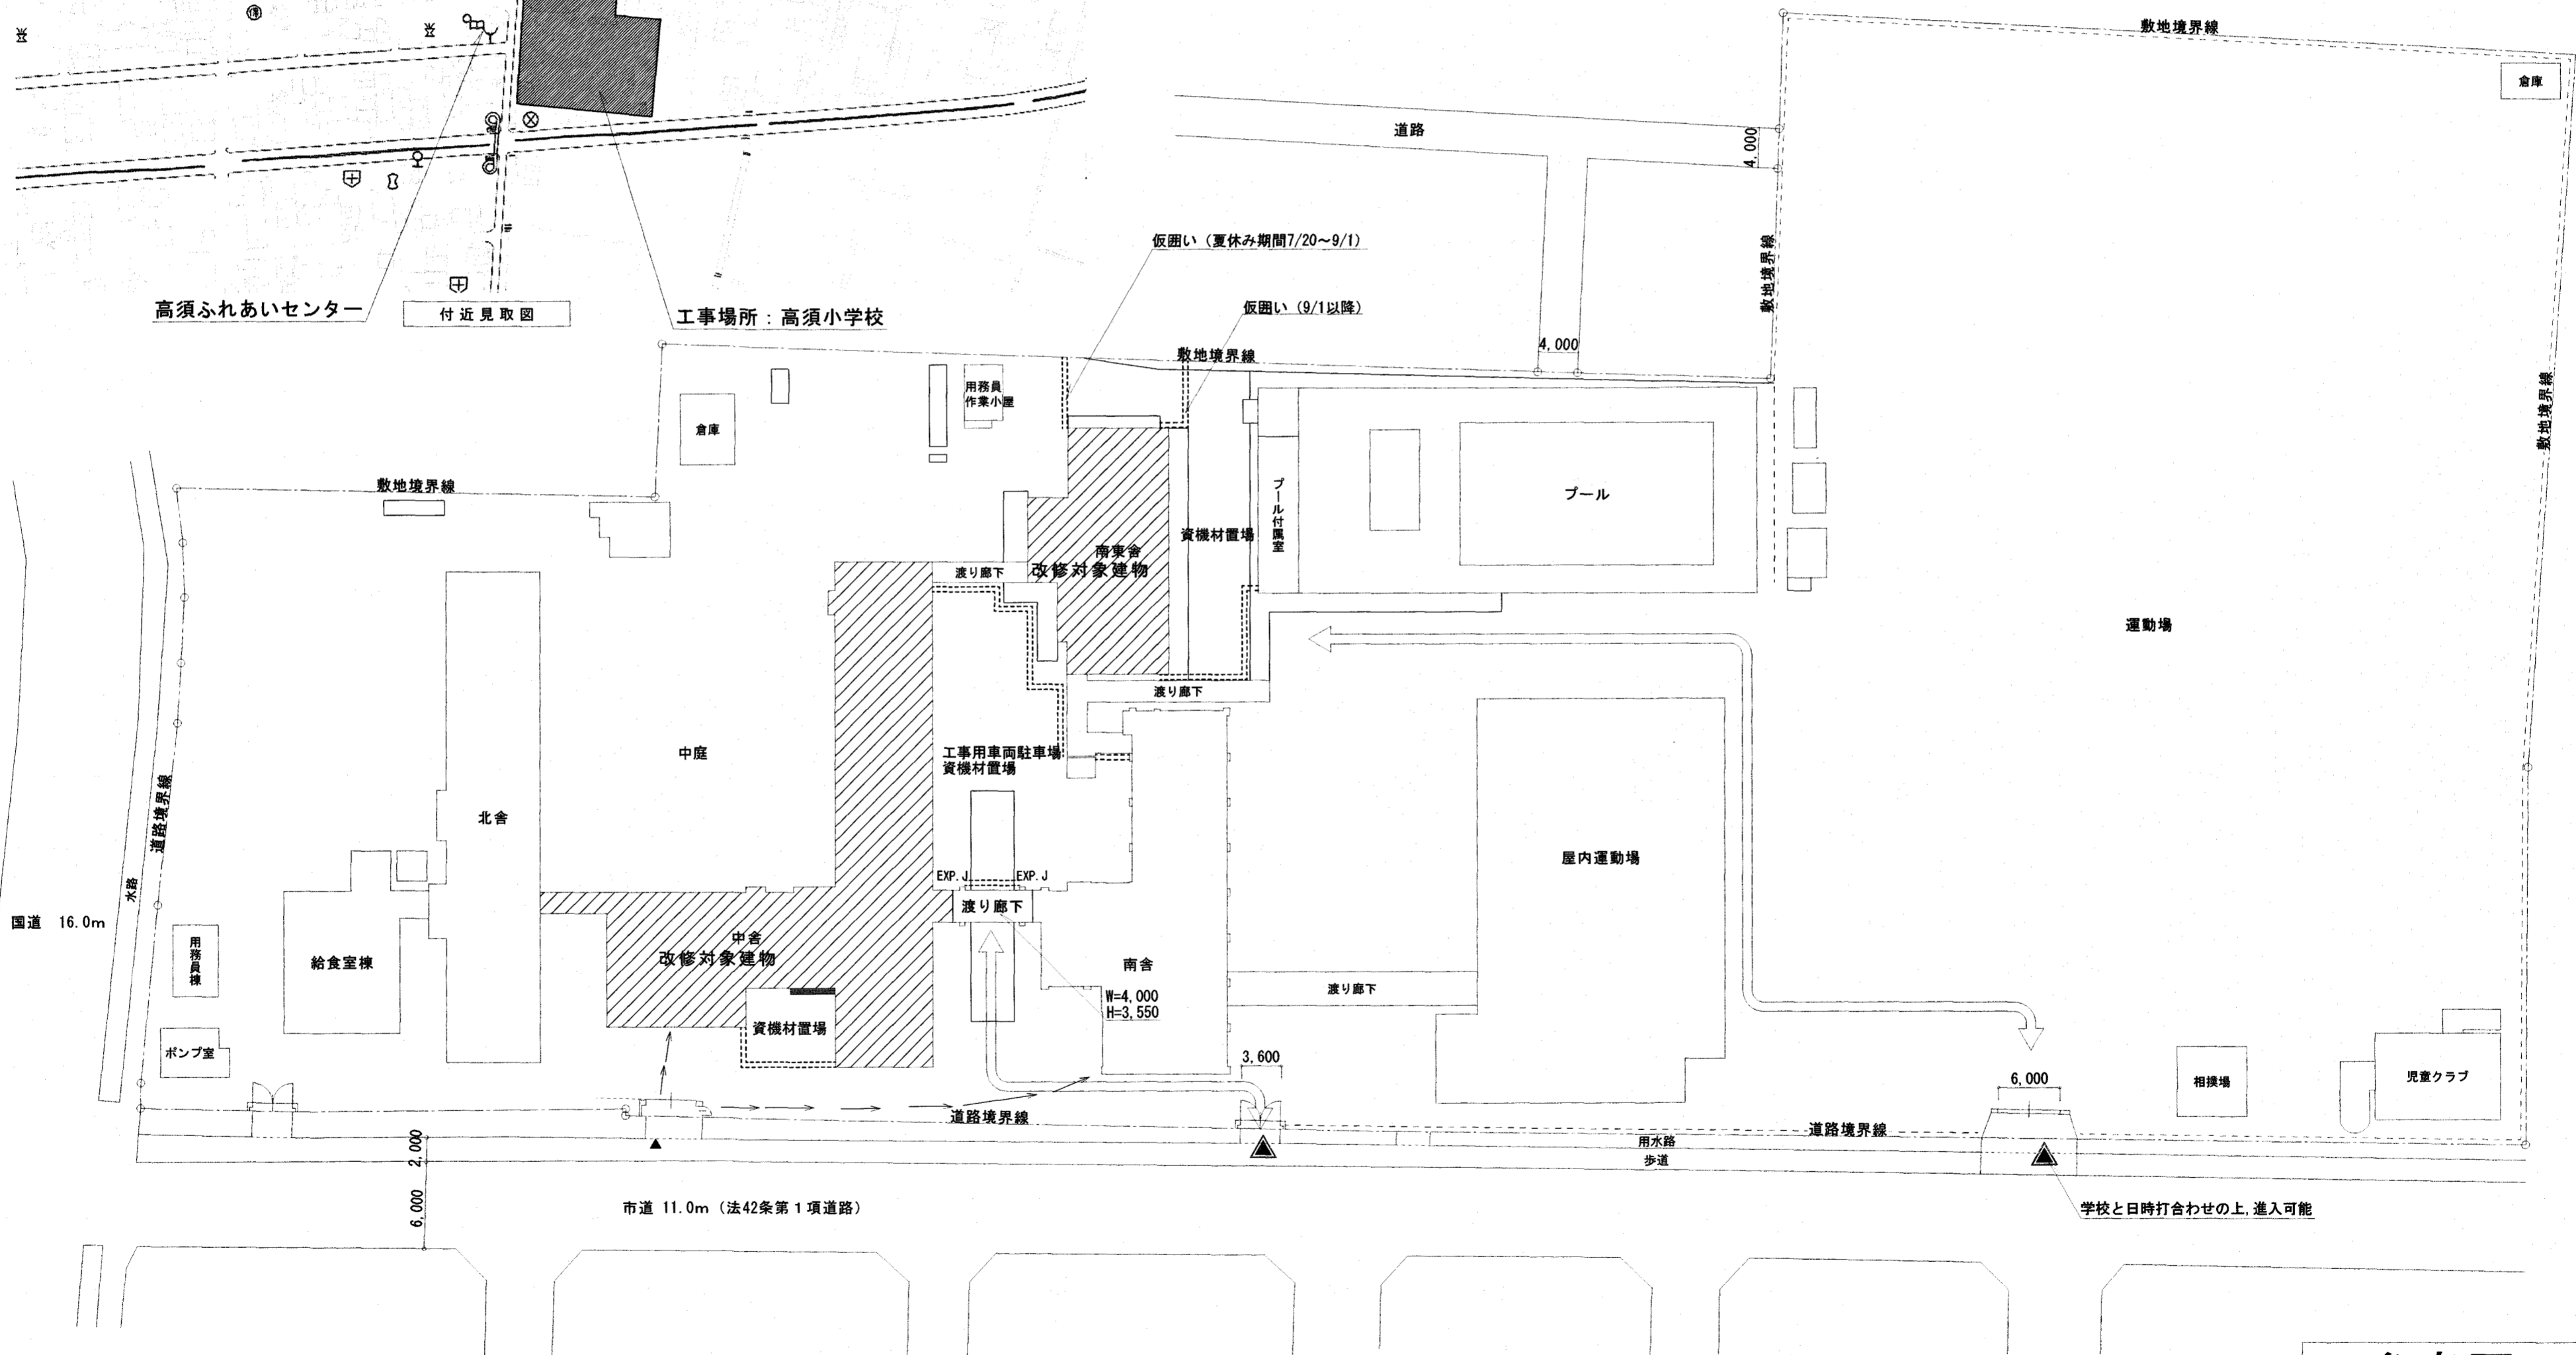 敷地境界線
倉庫
道路
4,000
仮囲い（夏休み期間7/20～9/1）
敷地境界線
高須ふれあいセンター
付近見取図
工事場所：高須小学校
仮囲い（9/1以降）
4,000
敷地境界線
用務員
作業小屋
倉庫
敷地境界線
敷地境界線
プール付属室
プール
資機材置場
南東舎
改修対象建物
渡り廊下
運動場
渡り廊下
中庭
工事用車両駐車場
資機材置場
道路境界線
北舎
屋内運動場
水路
EXP.J
EXP.J
渡り廊下
国道 16.0m
用務員棟
給食室棟
中舎
改修対象建物
南舎
W=4,000
H=3,550
渡り廊下
資機材置場
ポンプ室
3,600
6,000
相撲場
児童クラブ
道路境界線
道路境界線
用水路
歩道
2,000
6,000
市道 11.0m（法42条第１項道路）
学校と日時打合わせの上,進入可能